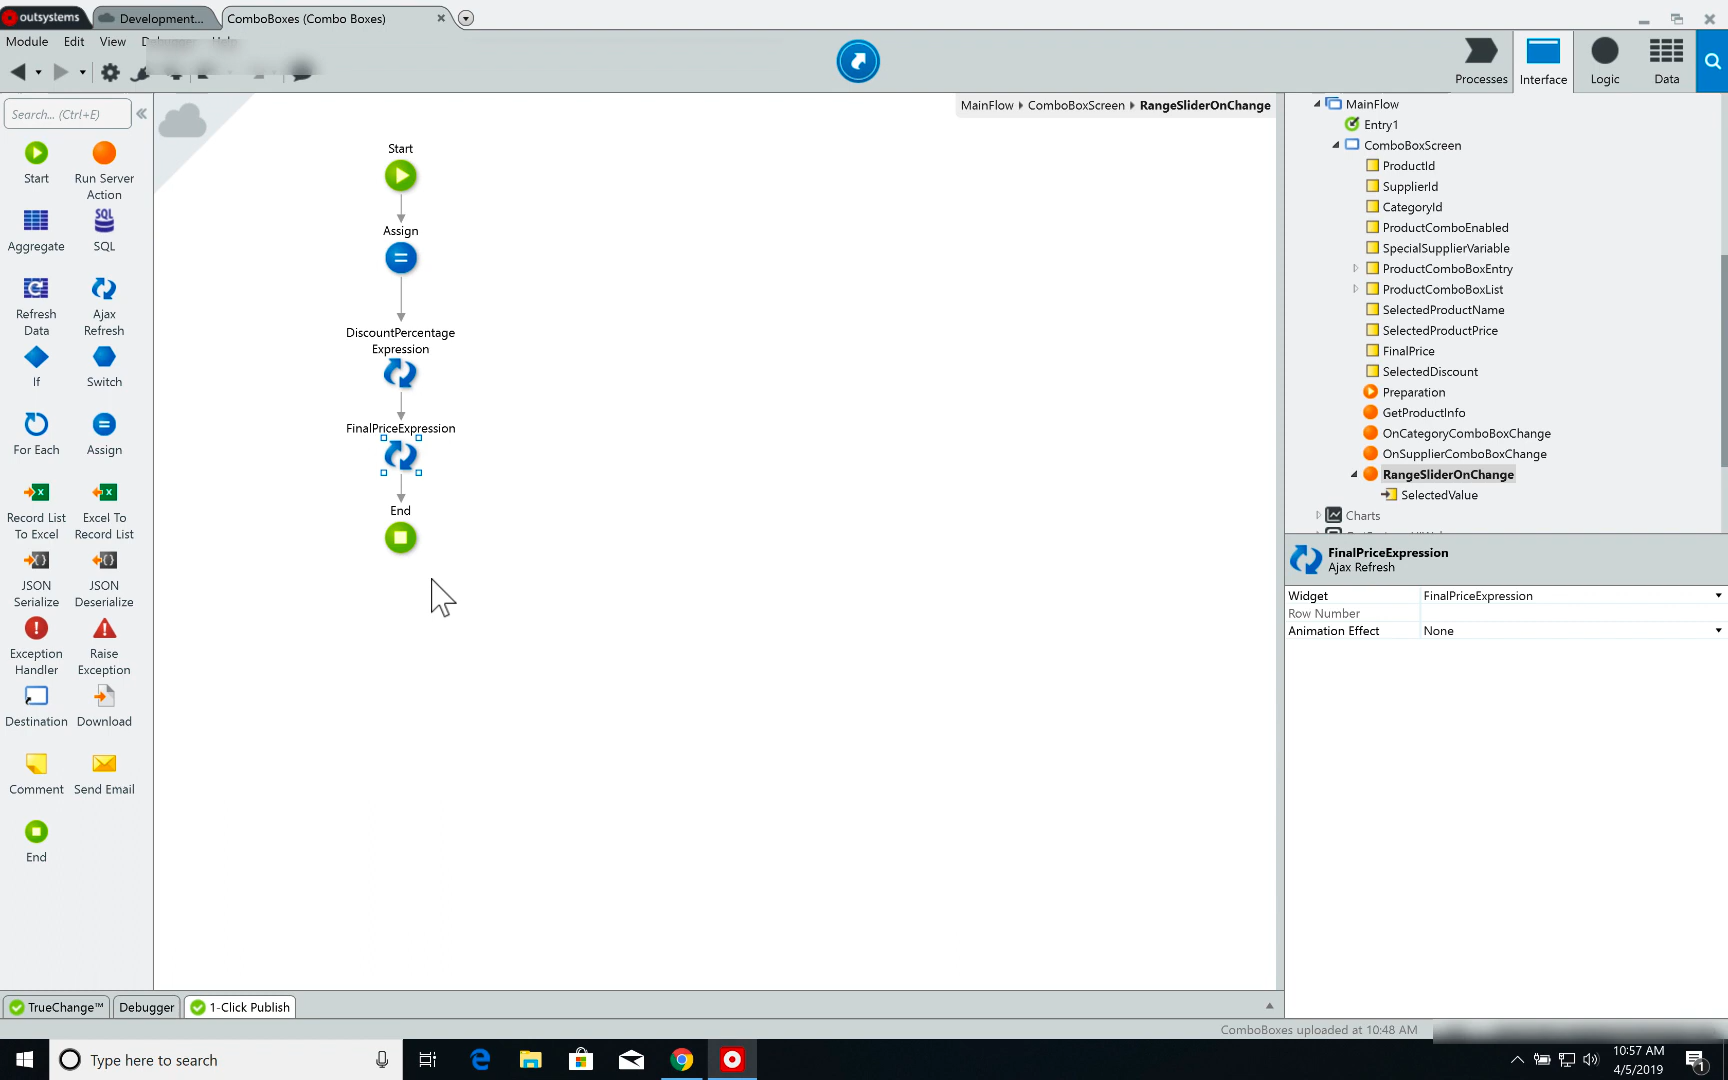 outsystems
Development...
ComboBoxes (Combo Boxes)
Module
Edit
View
Processes
Interface
Logic
Data
Search... (Ctrl+E)
Start
Run Server
Action
Aggregate
SQL
SQL
Refresh
Data
Ajax
Refresh
If
Switch
For Each
Assign
Record List
To Excel
Excel To
Record List
JSON
Serialize
JSON
Deserialize
Exception
Handler
Raise
Exception
Destination
Download
Comment
Send Email
End
MainFlow
ComboBoxScreen
RangeSliderOnChange
Start
Assign
DiscountPercentage
Expression
FinalPriceExpression
End
MainFlow
Entry1
ComboBoxScreen
ProductId
SupplierId
CategoryId
ProductComboEnabled
SpecialSupplierVariable
ProductComboBoxEntry
ProductComboBoxList
SelectedProductName
SelectedProductPrice
FinalPrice
SelectedDiscount
Preparation
GetProductInfo
OnCategoryComboBoxChange
OnSupplierComboBoxChange
RangeSliderOnChange
SelectedValue
Charts
FinalPriceExpression
Ajax Refresh
Widget
FinalPriceExpression
Row Number
Animation Effect
None
TrueChange™
Debugger
1-Click Publish
ComboBoxes uploaded at 10:48 AM
Type here to search
10:57 AM
4/5/2019
1